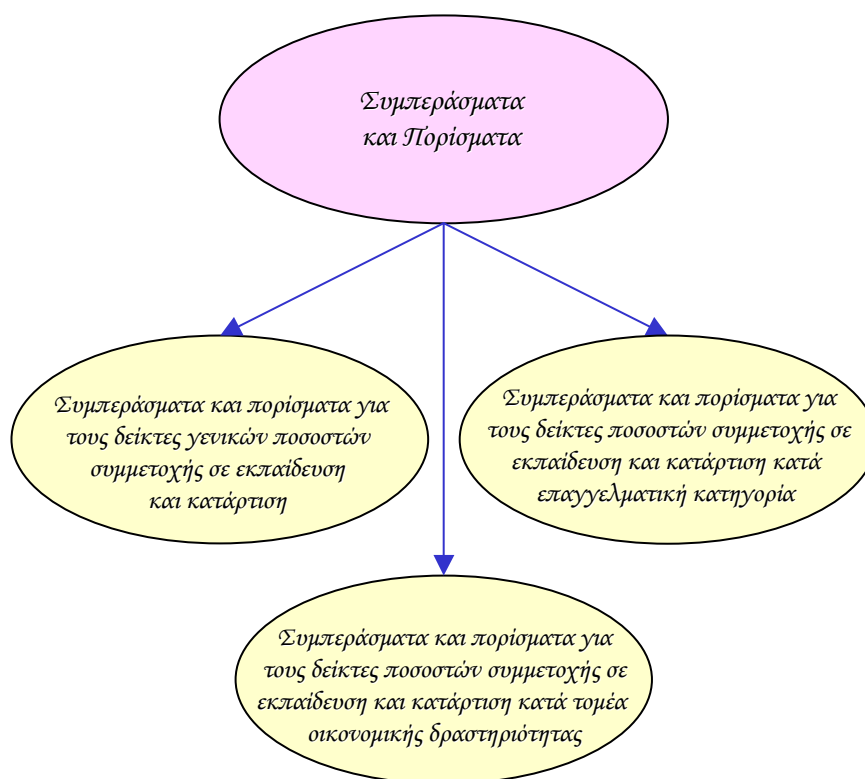 Συμπεράσματα
και Πορίσματα
Συμπεράσματα και πορίσματα για
τους δείκτες γενικών ποσοστών
συμμετοχής σε εκπαίδευση
και κατάρτιση
Συμπεράσματα και πορίσματα για
τους δείκτες ποσοστών συμμετοχής σε
εκπαίδευση και κατάρτιση κατά
επαγγελματική κατηγορία
Συμπεράσματα και πορίσματα για
τους δείκτες ποσοστών συμμετοχής σε
εκπαίδευση και κατάρτιση κατά τομέα
οικονομικής δραστηριότητας